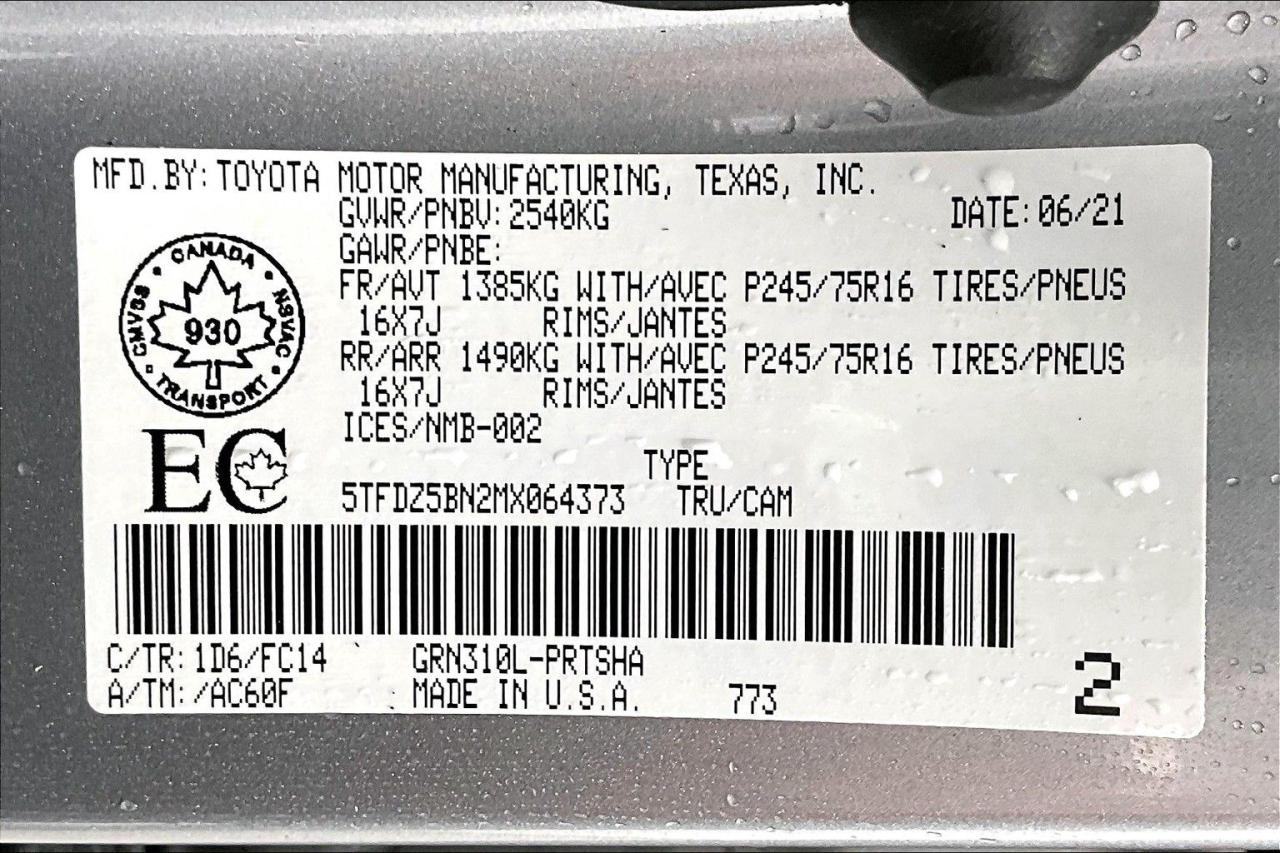 MFD.BY: TOYOTA MOTOR MANUFACTURING, TEXAS, INC.
GVWR/PNBV: 2540KG DATE: 06/21
GAWR/PNBE:
FR/AVT 1385KG WITH/AVEC P245/75R16 TIRES/PNEUS
16X7J RIMS/JANTES
RR/ARR 1490KG WITH/AVEC P245/75R16 TIRES/PNEUS
16X7J RIMS/JANTES
ICES/NMB-002
CANADA
CMVSS NSVAC
930
TRANSPORT
EC
TYPE
5TFDZ5BN2MX064373 TRU/CAM
C/TR: 1D6/FC14 GRN310L-PRTSHA
A/TM: /AC60F MADE IN U.S.A. 773
2